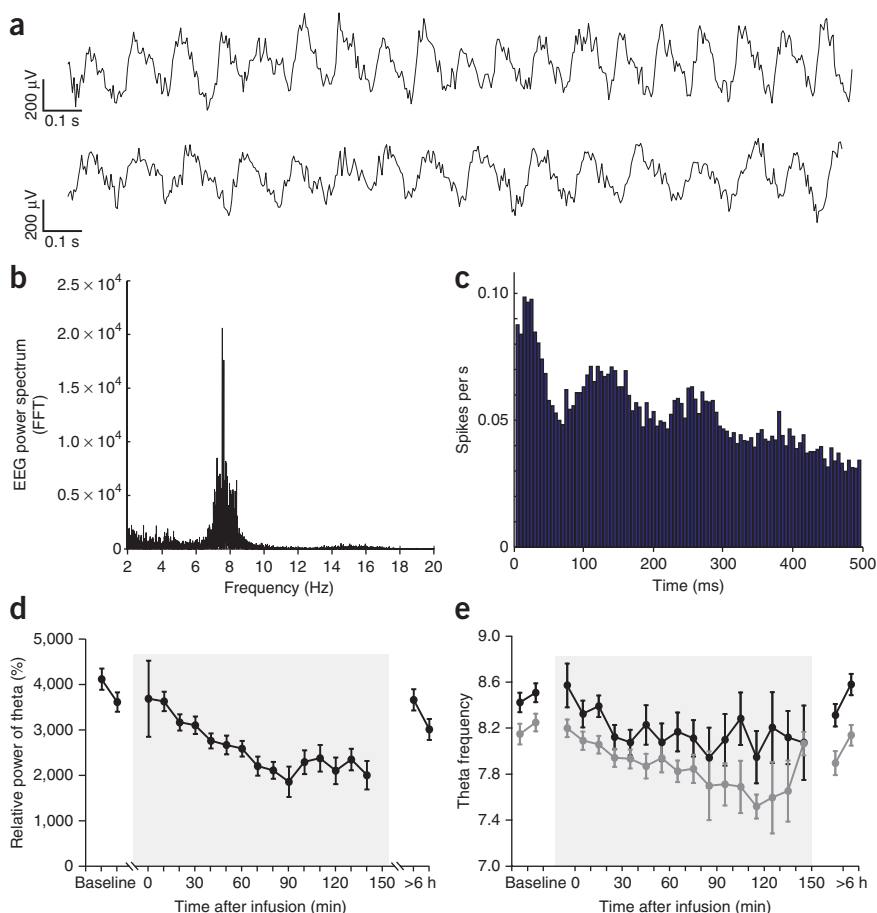 a
200 µV
0.1 s
200 µV
0.1 s
b
EEG power spectrum
(FFT)
2.5 × 10⁴
2.0 × 10⁴
1.5 × 10⁴
1.0 × 10⁴
0.5 × 10⁴
0
2 4 6 8 10 12 14 16 18 20
Frequency (Hz)
c
Spikes per s
0.10
0.05
0
0 100 200 300 400 500
Time (ms)
d
Relative power of theta (%)
5,000
4,000
3,000
2,000
1,000
0
Baseline 0 30 60 90 120 150 >6 h
Time after infusion (min)
e
Theta frequency
9.0
8.6
8.2
7.8
7.4
7.0
Baseline 0 30 60 90 120 150 >6 h
Time after infusion (min)